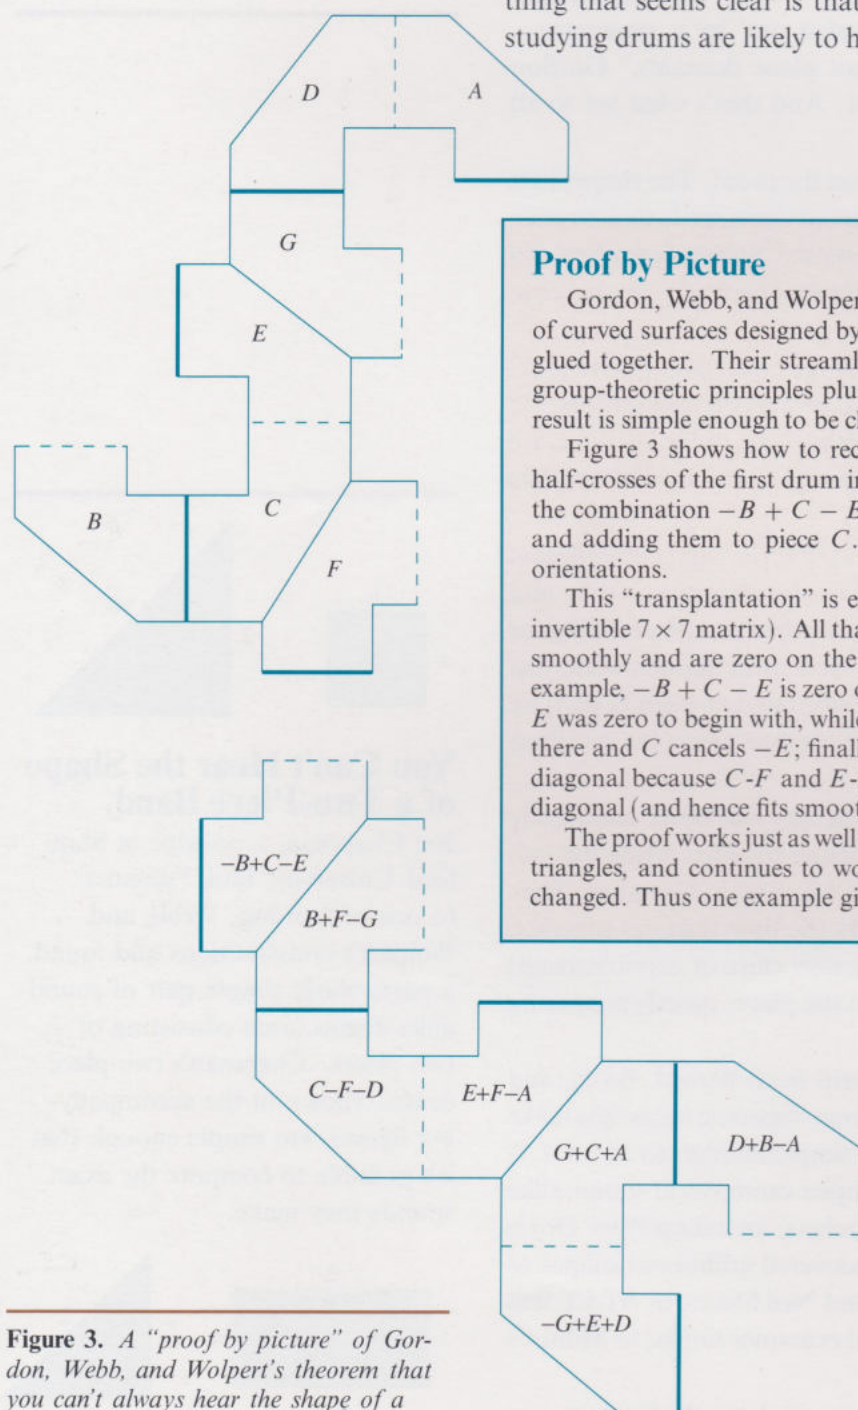 thing that seems clear is that
studying drums are likely to h
D
A
G
E
B
C
F
Proof by Picture
Gordon, Webb, and Wolper
of curved surfaces designed by
glued together. Their streaml
group-theoretic principles plu
result is simple enough to be c
Figure 3 shows how to rec
half-crosses of the first drum in
the combination −B + C − E
and adding them to piece C.
orientations.
This “transplantation” is e
invertible 7 × 7 matrix). All tha
smoothly and are zero on the
example, −B + C − E is zero o
E was zero to begin with, while
there and C cancels −E; finall
diagonal because C-F and E-
diagonal (and hence fits smoot
The proof works just as well
triangles, and continues to wo
changed. Thus one example gi
−B+C−E
B+F−G
C−F−D
E+F−A
G+C+A
D+B−A
−G+E+D
Figure 3. A “proof by picture” of Gor-
don, Webb, and Wolpert's theorem that
you can't always hear the shape of a